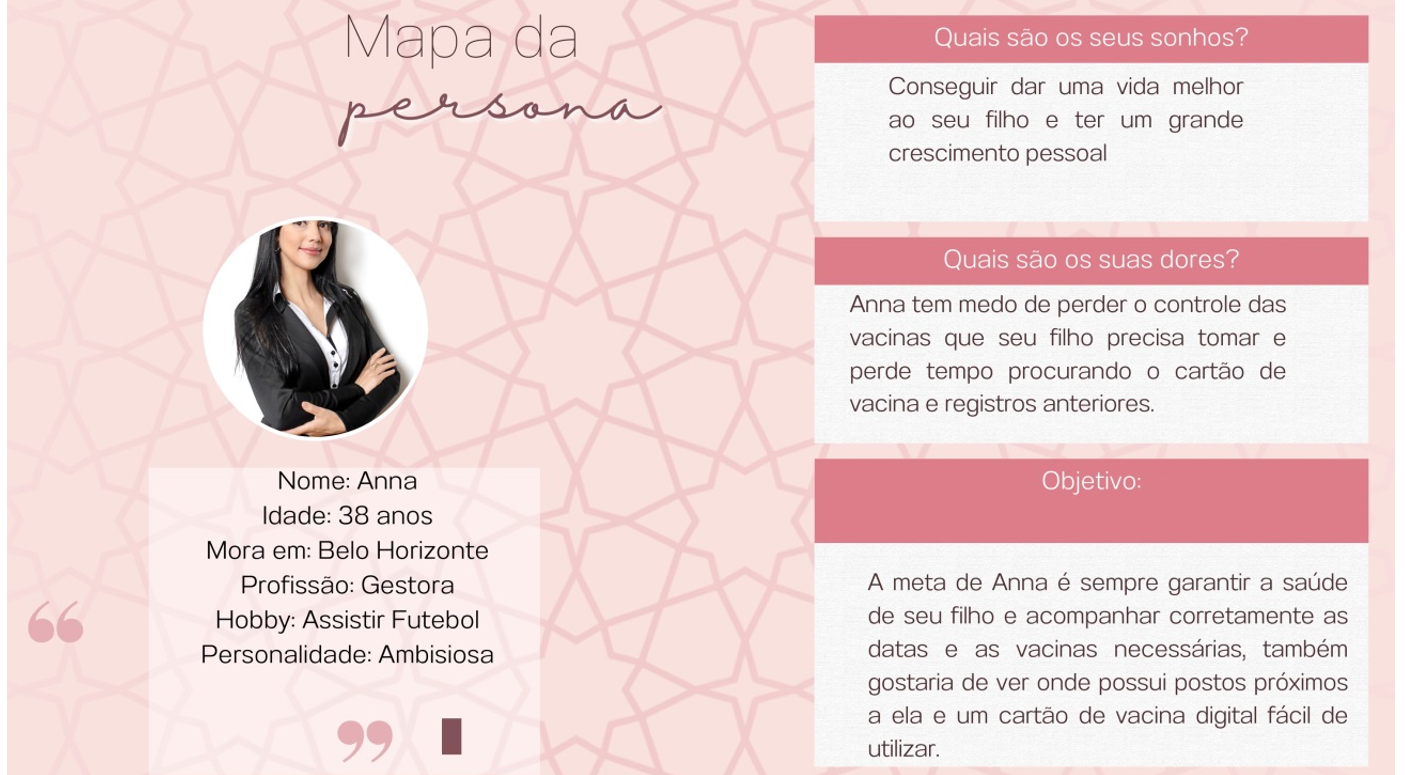 Mapa da
persona
Nome: Anna
Idade: 38 anos
Mora em: Belo Horizonte
Profissão: Gestora
Hobby: Assistir Futebol
Personalidade: Ambisiosa
Quais são os seus sonhos?
Conseguir dar uma vida melhor
ao seu filho e ter um grande
crescimento pessoal
Quais são os suas dores?
Anna tem medo de perder o controle das
vacinas que seu filho precisa tomar e
perde tempo procurando o cartão de
vacina e registros anteriores.
Objetivo:
A meta de Anna é sempre garantir a saúde
de seu filho e acompanhar corretamente as
datas e as vacinas necessárias, também
gostaria de ver onde possui postos próximos
a ela e um cartão de vacina digital fácil de
utilizar.